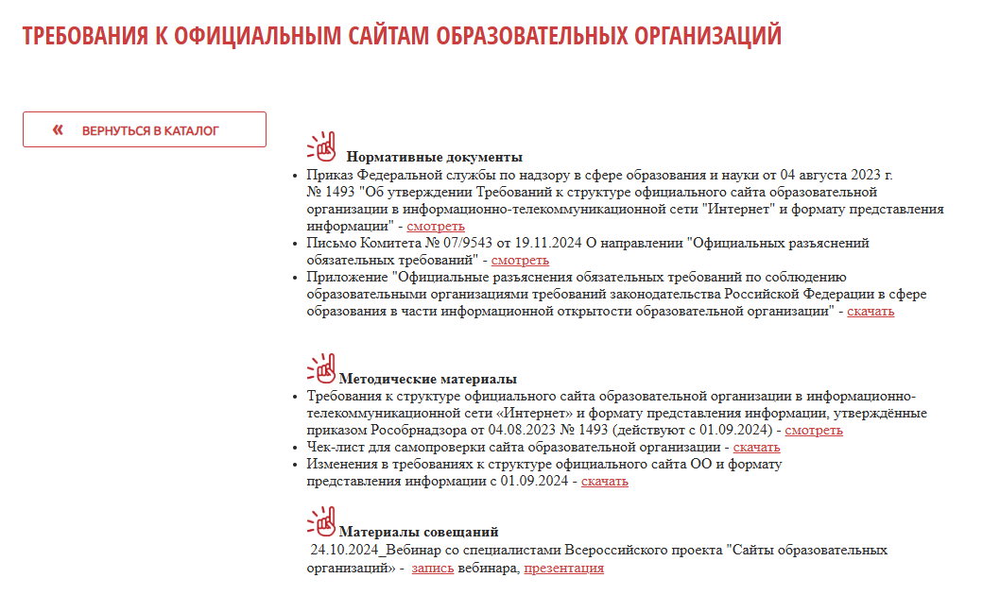 ТРЕБОВАНИЯ К ОФИЦИАЛЬНЫМ САЙТАМ ОБРАЗОВАТЕЛЬНЫХ ОРГАНИЗАЦИЙ
« ВЕРНУТЬСЯ В КАТАЛОГ
Нормативные документы
• Приказ Федеральной службы по надзору в сфере образования и науки от 04 августа 2023 г.
№ 1493 "Об утверждении Требований к структуре официального сайта образовательной
организации в информационно-телекоммуникационной сети "Интернет" и формату представления
информации" - смотреть
• Письмо Комитета № 07/9543 от 19.11.2024 О направлении "Официальных разъяснений
обязательных требований" - смотреть
• Приложение "Официальные разъяснения обязательных требований по соблюдению
образовательными организациями требований законодательства Российской Федерации в сфере
образования в части информационной открытости образовательной организации" - скачать
Методические материалы
• Требования к структуре официального сайта образовательной организации в информационно-
телекоммуникационной сети «Интернет» и формату представления информации, утверждённые
приказом Рособрнадзора от 04.08.2023 № 1493 (действуют с 01.09.2024) - смотреть
• Чек-лист для самопроверки сайта образовательной организации - скачать
• Изменения в требованиях к структуре официального сайта ОО и формату
представления информации с 01.09.2024 - скачать
Материалы совещаний
24.10.2024_Вебинар со специалистами Всероссийского проекта "Сайты образовательных
организаций» - запись вебинара, презентация